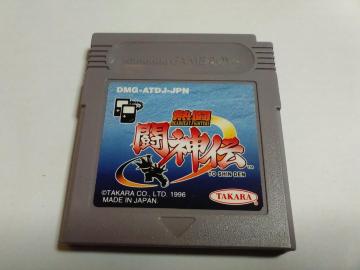 DMG-ATDJ-JPN
熱闘
闘神伝
TO SHIN DEN
TM
©TAKARA CO., LTD. 1996
MADE IN JAPAN.
TAKARA